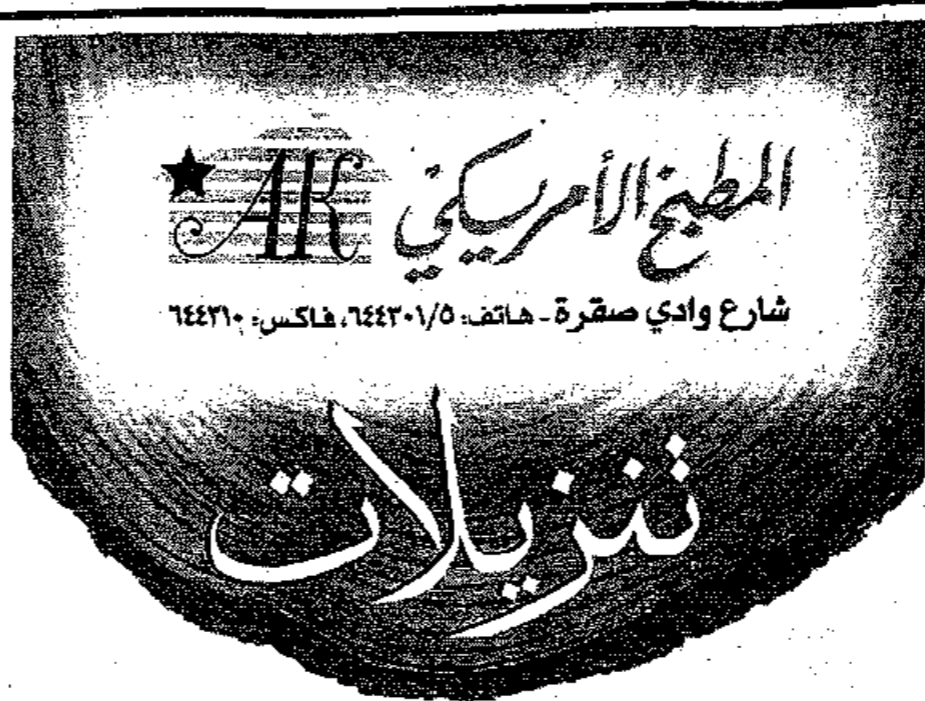 المطبخ الأمريكي
AK
شارع وادي صقرة - هاتف: ٦٤٤٣٠١/٥، فاكس: ٦٤٤٣١٠
تنزيلات